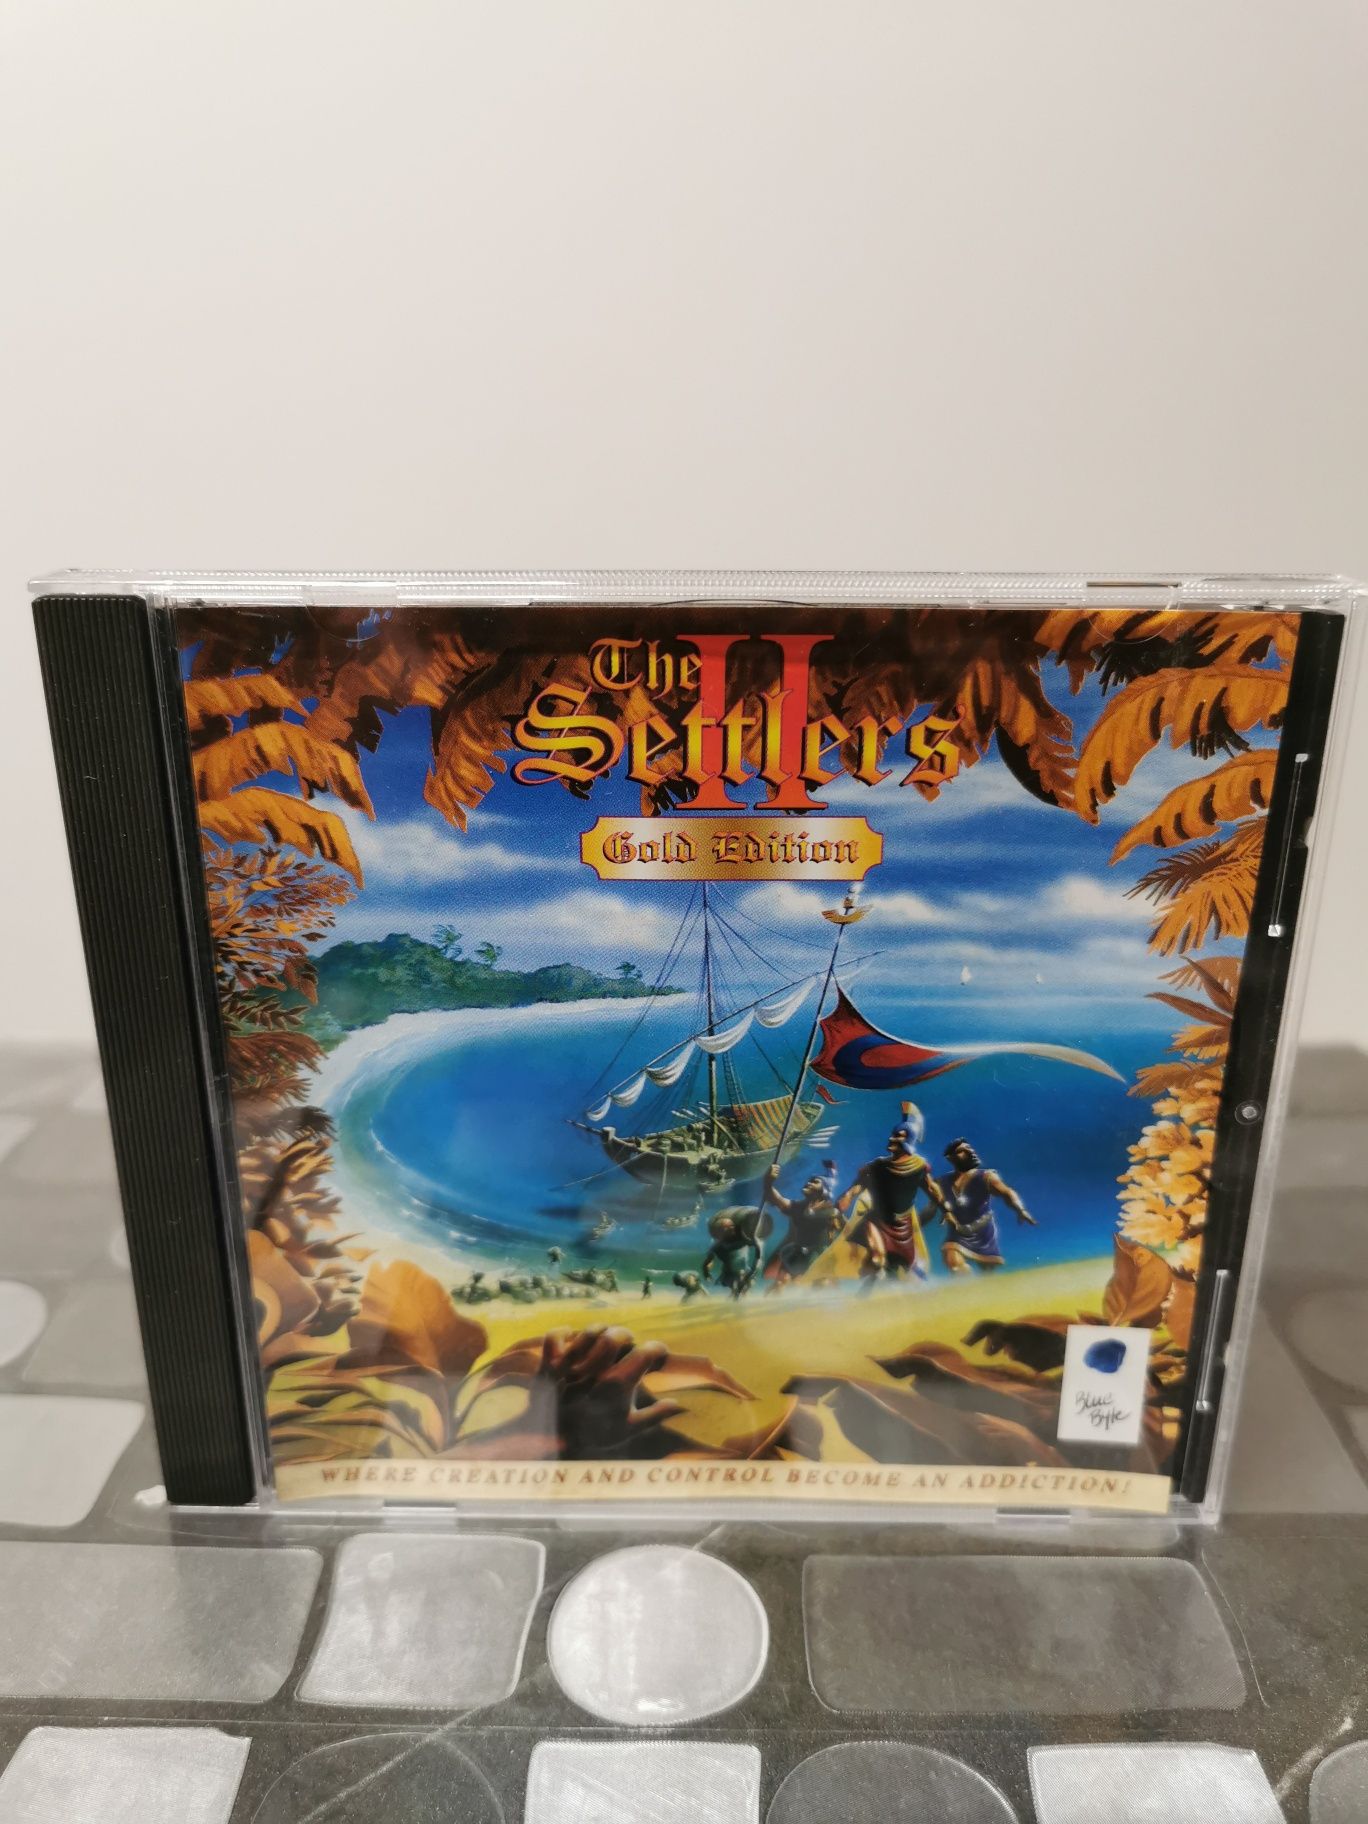 The
II
Settlers
Gold Edition
Blue
Byte
WHERE CREATION AND CONTROL BECOME AN ADDICTION!